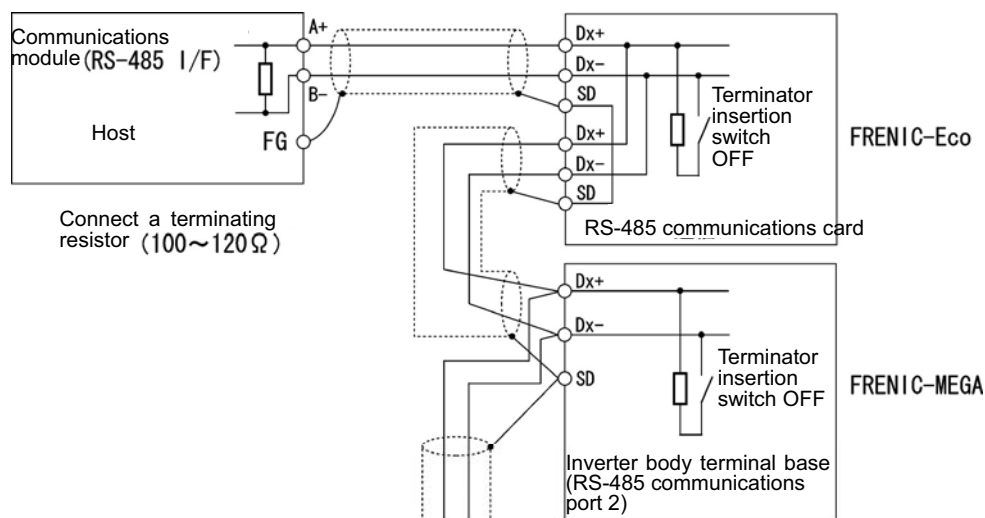 Communications
module (RS-485 I/F)
Host
A+
B-
FG
Connect a terminating
resistor (100～120Ω)
Dx+
Dx-
SD
Dx+
Dx-
SD
Terminator
insertion
switch
OFF
RS-485 communications card
FRENIC-Eco
Dx+
Dx-
SD
Terminator
insertion
switch OFF
Inverter body terminal base
(RS-485 communications
port 2)
FRENIC-MEGA